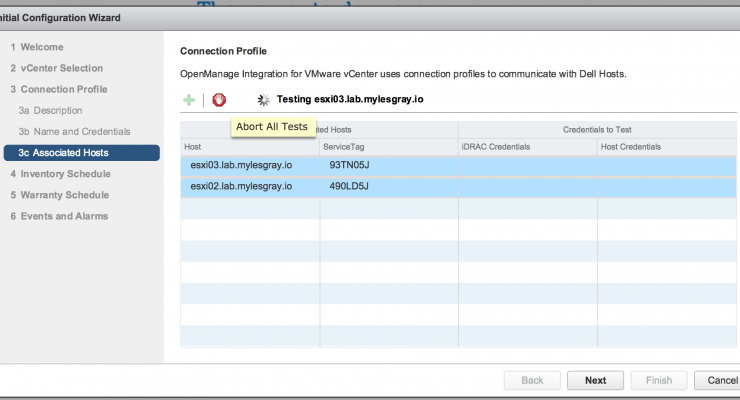 nitial Configuration Wizard
1 Welcome
2 vCenter Selection
3 Connection Profile
3a Description
3b Name and Credentials
3c Associated Hosts
4 Inventory Schedule
5 Warranty Schedule
6 Events and Alarms
Connection Profile
OpenManage Integration for VMware vCenter uses connection profiles to communicate with Dell Hosts.
Testing esxi03.lab.mylesgray.io
Abort All Tests
ted Hosts Credentials to Test
Host ServiceTag iDRAC Credentials Host Credentials
esxi03.lab.mylesgray.io 93TN05J
esxi02.lab.mylesgray.io 490LD5J
Back Next Finish Cancel